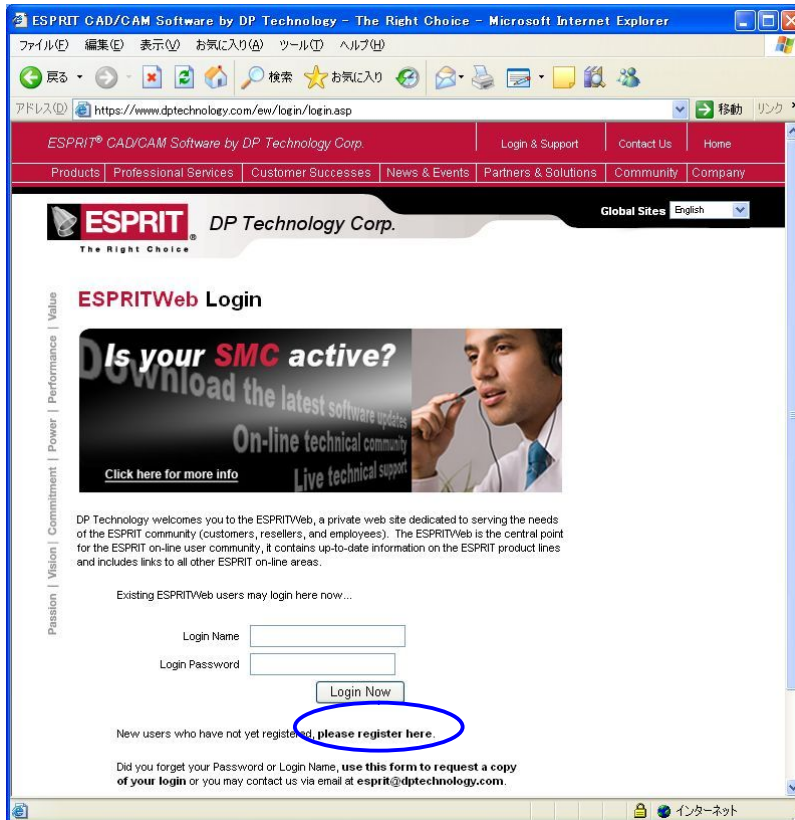 ESPRIT CAD/CAM Software by DP Technology - The Right Choice - Microsoft Internet Explorer
ファイル(F) 編集(E) 表示(V) お気に入り(A) ツール(T) ヘルプ(H)
戻る 検索 お気に入り
アドレス(D) https://www.dptechnology.com/ew/login/login.asp 移動 リンク
ESPRIT® CAD/CAM Software by DP Technology Corp. Login & Support Contact Us Home
Products Professional Services Customer Successes News & Events Partners & Solutions Community Company
Global Sites English
ESPRIT® DP Technology Corp.
The Right Choice
Passion | Vision | Commitment | Power | Performance | Value
ESPRITWeb Login
Is your SMC active?
Download the latest software updates
On-line technical community
Live technical support
Click here for more info
DP Technology welcomes you to the ESPRITWeb, a private web site dedicated to serving the needs
of the ESPRIT community (customers, resellers, and employees). The ESPRITWeb is the central point
for the ESPRIT on-line user community, it contains up-to-date information on the ESPRIT product lines
and includes links to all other ESPRIT on-line areas.
Existing ESPRITWeb users may login here now...
Login Name
Login Password
Login Now
New users who have not yet registered, please register here.
Did you forget your Password or Login Name, use this form to request a copy
of your login or you may contact us via email at esprit@dptechnology.com.
インターネット